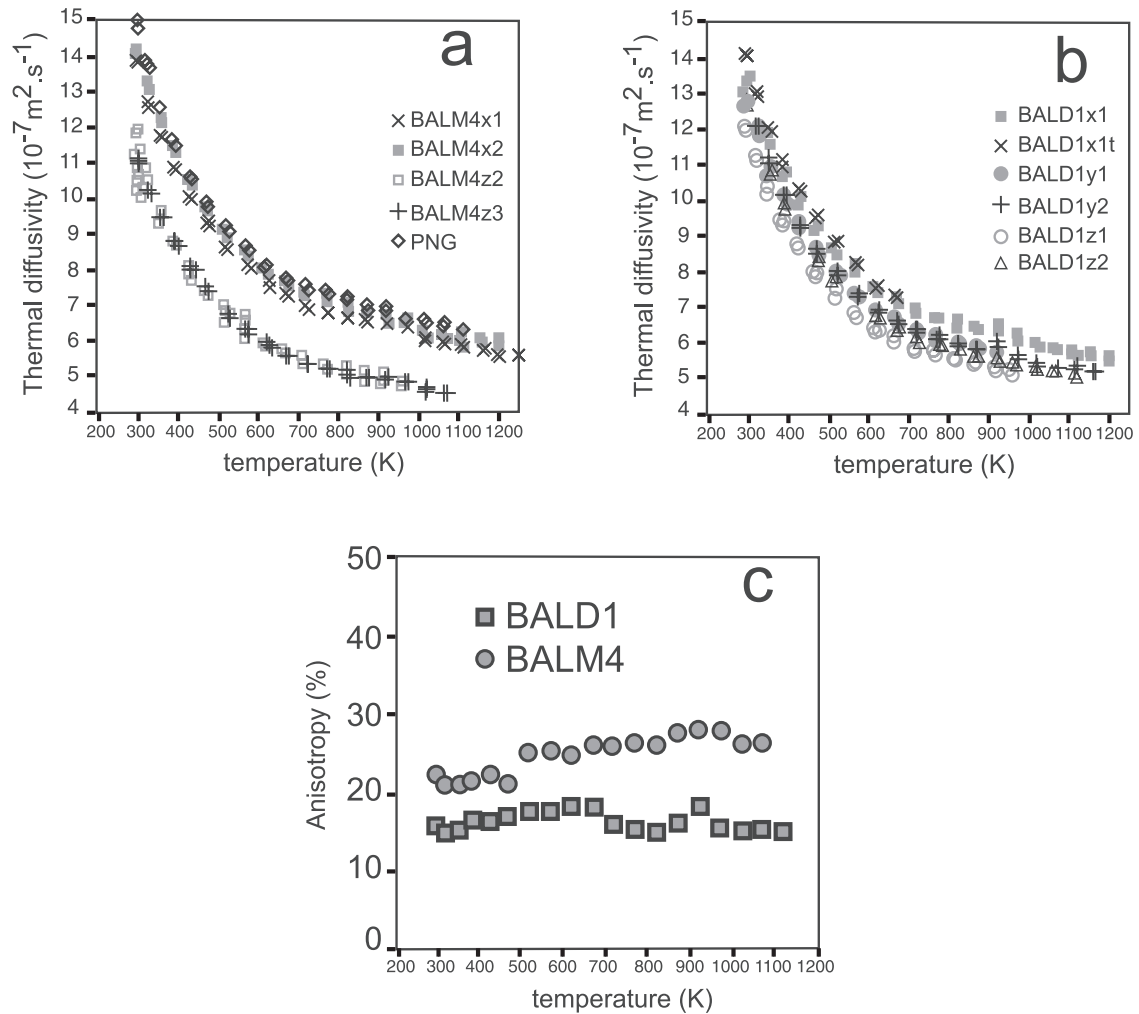 a
Thermal diffusivity (10⁻⁷m².s⁻¹)
15
14
13
12
11
10
9
8
7
6
5
4
BALM4x1
BALM4x2
BALM4z2
BALM4z3
PNG
200 300 400 500 600 700 800 900 1000 1100 1200
temperature (K)
b
Thermal diffusivity (10⁻⁷m².s⁻¹)
15
14
13
12
11
10
9
8
7
6
5
4
BALD1x1
BALD1x1t
BALD1y1
BALD1y2
BALD1z1
BALD1z2
200 300 400 500 600 700 800 900 1000 1100 1200
temperature (K)
c
Anisotropy (%)
50
40
30
20
10
0
BALD1
BALM4
200 300 400 500 600 700 800 900 1000 1100 1200
temperature (K)